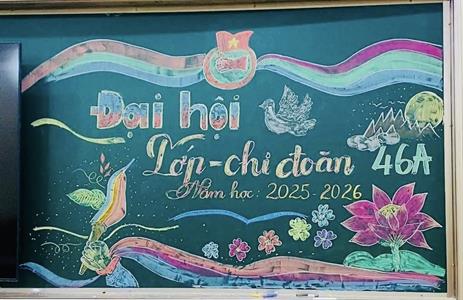 Đại hội
Lớp - chi đoàn 46A
Năm học: 2025-2026